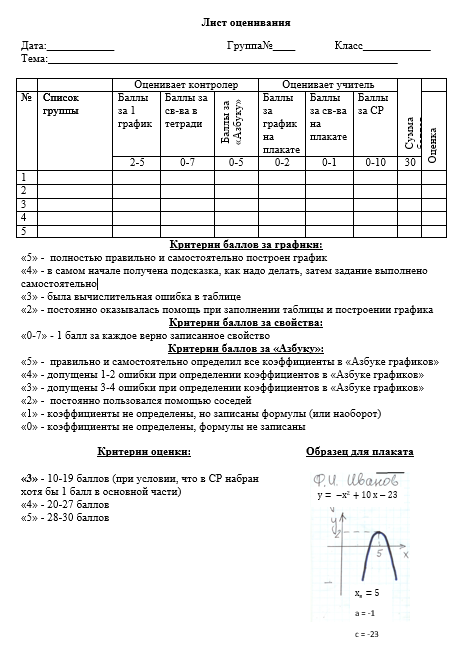 Лист оценивания
Дата:_____________ Группа№____ Класс_____________
Тема:____________________________________________________________________
№ Список группы Оценивает контролер Оценивает учитель Сумма Оценка
Баллы за 1 график Баллы за св-ва в тетради Баллы за «Азбуку» Баллы за график на плакате Баллы за св-ва на плакате Баллы за СР
2-5 0-7 0-5 0-2 0-1 0-10 30
1
2
3
4
5
Критерии баллов за графики:
«5» - полностью правильно и самостоятельно построен график
«4» - в самом начале получена подсказка, как надо делать, затем задание выполнено
самостоятельно
«3» - была вычислительная ошибка в таблице
«2» - постоянно оказывалась помощь при заполнении таблицы и построении графика
Критерии баллов за свойства:
«0-7» - 1 балл за каждое верно записанное свойство
Критерии баллов за «Азбуку»:
«5» - правильно и самостоятельно определил все коэффициенты в «Азбуке графиков»
«4» - допущены 1-2 ошибки при определении коэффициентов в «Азбуке графиков»
«3» - допущены 3-4 ошибки при определении коэффициентов в «Азбуке графиков»
«2» - постоянно пользовался помощью соседей
«1» - коэффициенты не определены, но записаны формулы (или наоборот)
«0» - коэффициенты не определены, формулы не записаны
Критерии оценки:
«3» - 10-19 баллов (при условии, что в СР набран
хотя бы 1 балл в основной части)
«4» - 20-27 баллов
«5» - 28-30 баллов
Образец для плаката
Ф.И. Иванов
y = −x² + 10x − 23
y
2
5
x
xв = 5
a = -1
c = -23